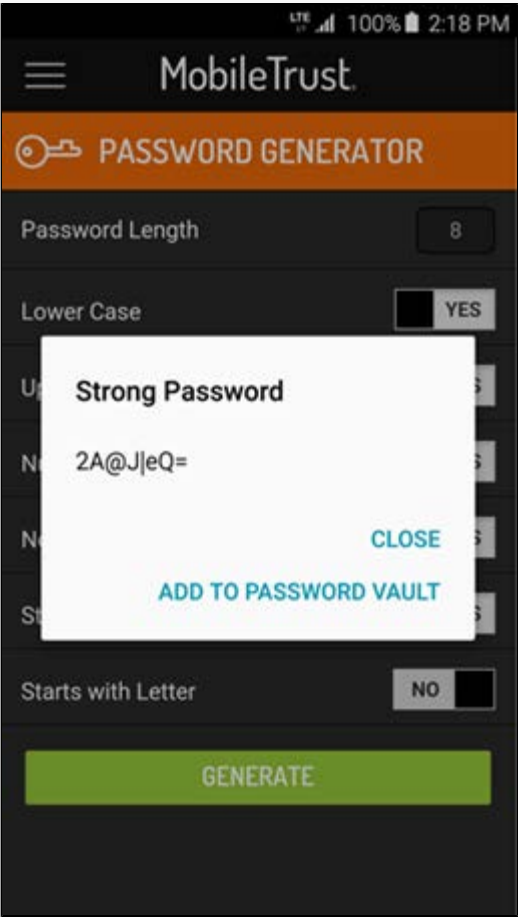 LTE 100% 2:18 PM
MobileTrust.
PASSWORD GENERATOR
Password Length 8
Lower Case YES
Strong Password
2A@J|eQ=
CLOSE
ADD TO PASSWORD VAULT
Starts with Letter NO
GENERATE